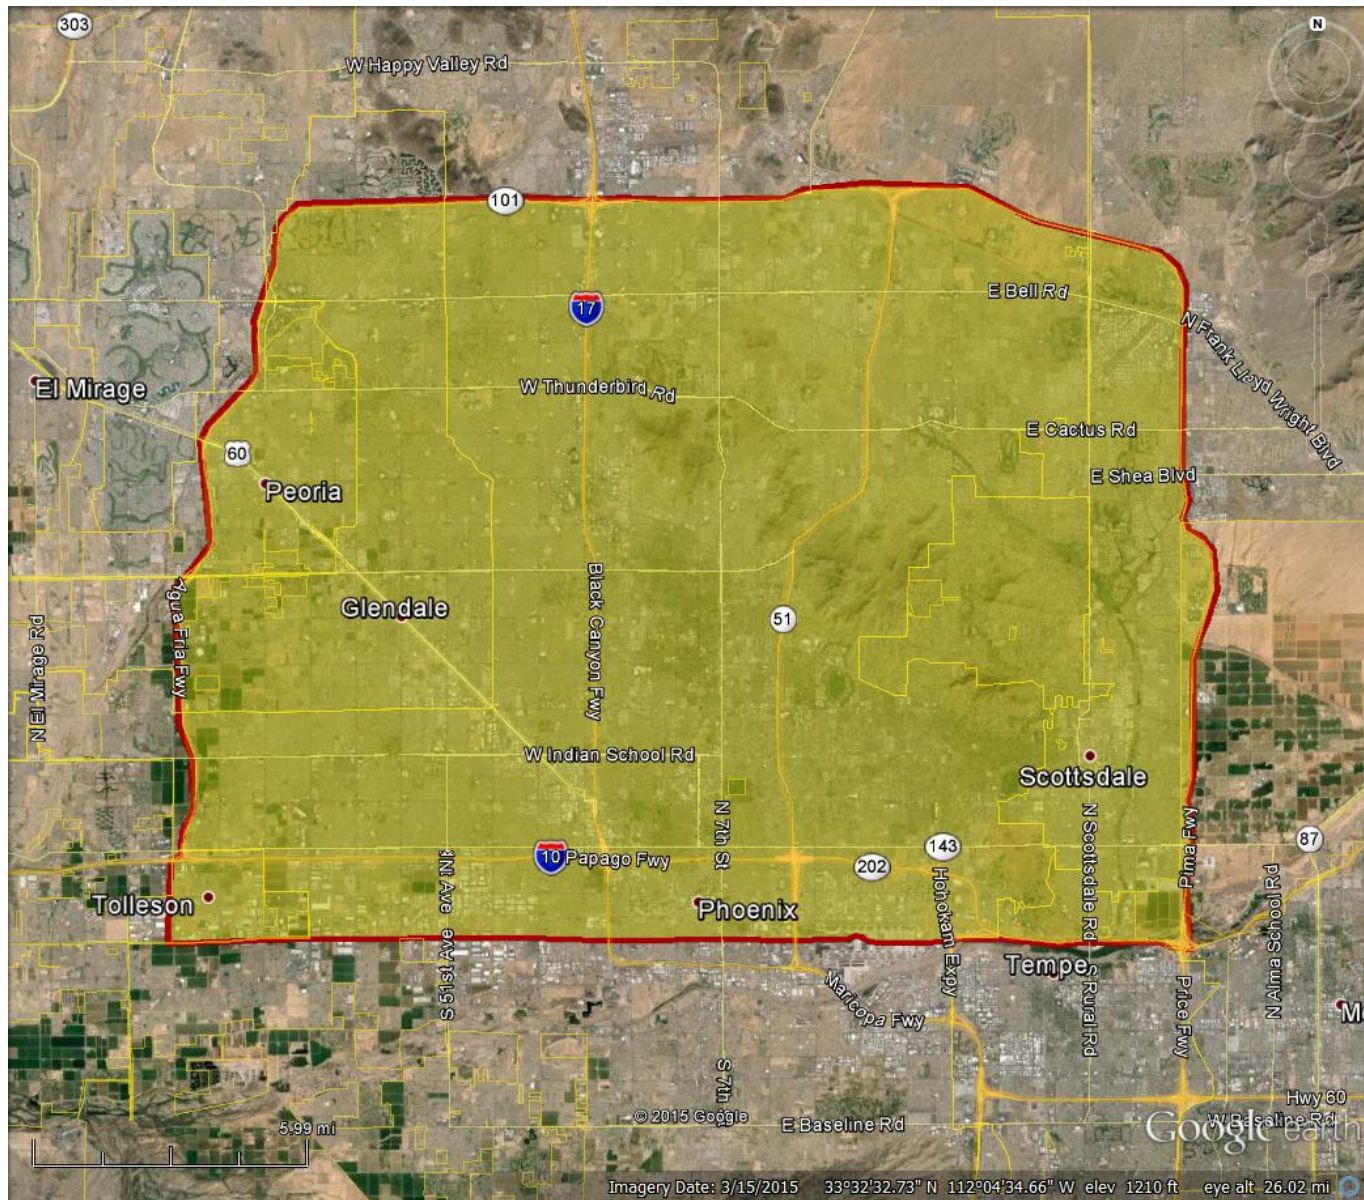 303
N
W Happy Valley Rd
101
E Bell Rd
17
N Frank Lloyd Wright Blvd
El Mirage
W Thunderbird Rd
E Cactus Rd
60
E Shea Blvd
Peoria
Agua Fria Fwy
Glendale
Black Canyon Fwy
51
N El Mirage Rd
W Indian School Rd
Scottsdale
N 7th St
N Scottsdale Rd
Pima Fwy
143
87
10 Papago Fwy
202
N Ave
Tolleson
Phoenix
Hohokam Expy
N Alma School Rd
Tempe
S 51st Ave
Maricopa Fwy
S Rural Rd
Price Fwy
S 7th
Hwy 60
© 2015 Google
E Baseline Rd
W Baseline Rd
5.99 mi
Google earth
Imagery Date: 3/15/2015 33°32'32.73" N 112°04'34.66" W elev 1210 ft eye alt 26.02 mi